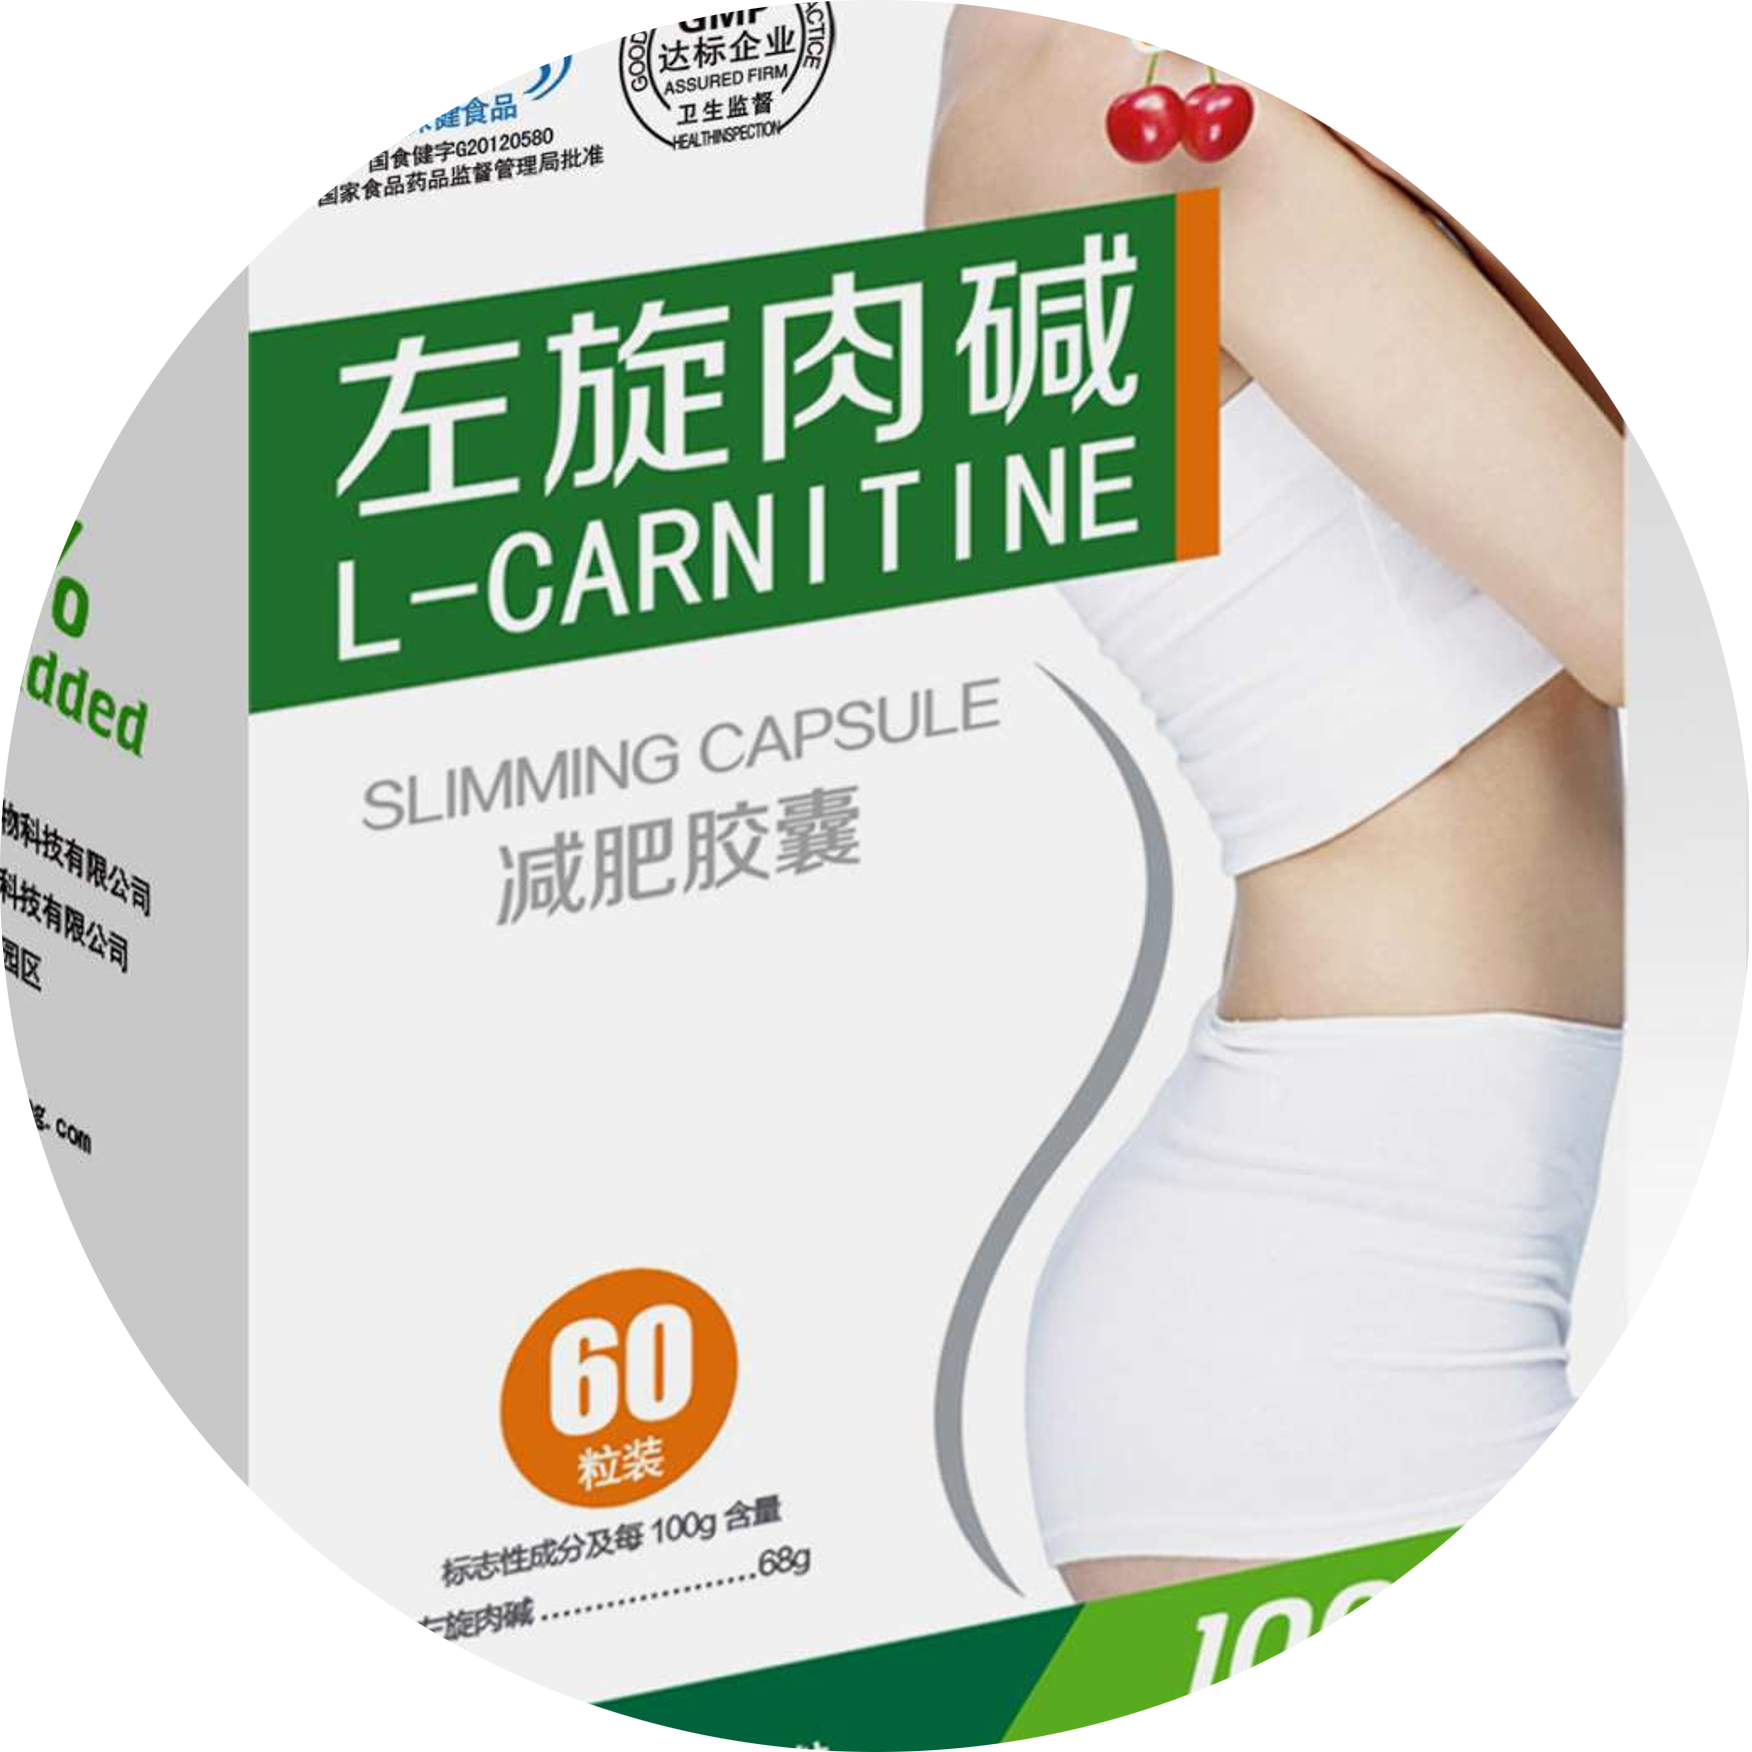 GMP
达标企业
ASSURED FIRM
卫生监督
HEALTHINSPECTION
健食品
国食健字G20120580
国家食品药品监督管理局批准
左旋肉碱
L-CARNITINE
SLIMMING CAPSULE
减肥胶囊
60
粒装
标志性成分及每 100g 含量
左旋肉碱....................68g
%
dded
物科技有限公司
科技有限公司
园区
g.com